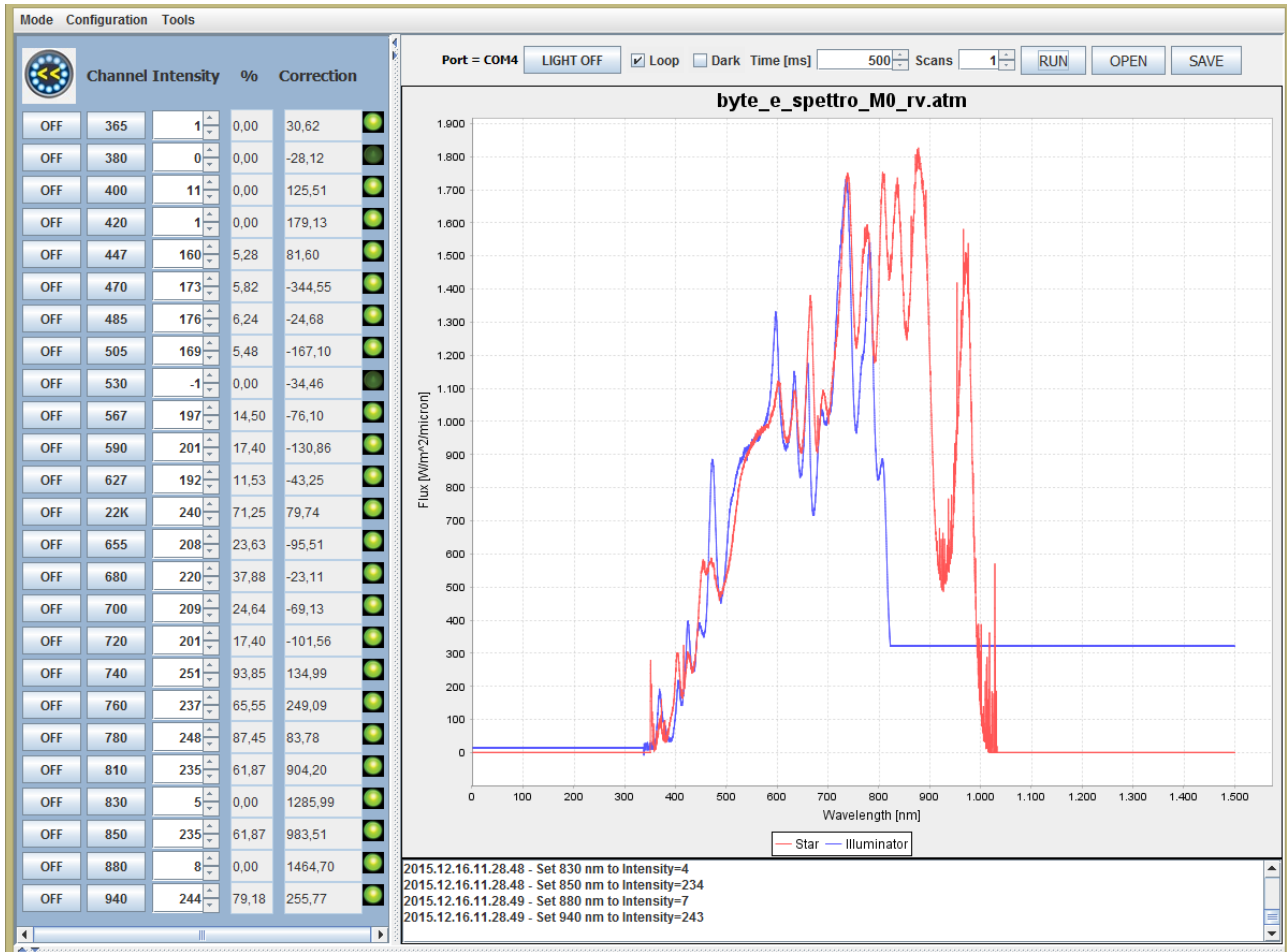 Mode Configuration Tools
<<
Channel Intensity % Correction
OFF 365 1 0,00 30,62
OFF 380 0 0,00 -28,12
OFF 400 11 0,00 125,51
OFF 420 1 0,00 179,13
OFF 447 160 5,28 81,60
OFF 470 173 5,82 -344,55
OFF 485 176 6,24 -24,68
OFF 505 169 5,48 -167,10
OFF 530 -1 0,00 -34,46
OFF 567 197 14,50 -76,10
OFF 590 201 17,40 -130,86
OFF 627 192 11,53 -43,25
OFF 22K 240 71,25 79,74
OFF 655 208 23,63 -95,51
OFF 680 220 37,88 -23,11
OFF 700 209 24,64 -69,13
OFF 720 201 17,40 -101,56
OFF 740 251 93,85 134,99
OFF 760 237 65,55 249,09
OFF 780 248 87,45 83,78
OFF 810 235 61,87 904,20
OFF 830 5 0,00 1285,99
OFF 850 235 61,87 983,51
OFF 880 8 0,00 1464,70
OFF 940 244 79,18 255,77
Port = COM4 LIGHT OFF Loop Dark Time [ms] 500 Scans 1 RUN OPEN SAVE
byte_e_spettro_M0_rv.atm
Flux [W/m^2/micron]
1.900
1.800
1.700
1.600
1.500
1.400
1.300
1.200
1.100
1.000
900
800
700
600
500
400
300
200
100
0
0 100 200 300 400 500 600 700 800 900 1.000 1.100 1.200 1.300 1.400 1.500
Wavelength [nm]
Star Illuminator
2015.12.16.11.28.48 - Set 830 nm to Intensity=4
2015.12.16.11.28.48 - Set 850 nm to Intensity=234
2015.12.16.11.28.49 - Set 880 nm to Intensity=7
2015.12.16.11.28.49 - Set 940 nm to Intensity=243